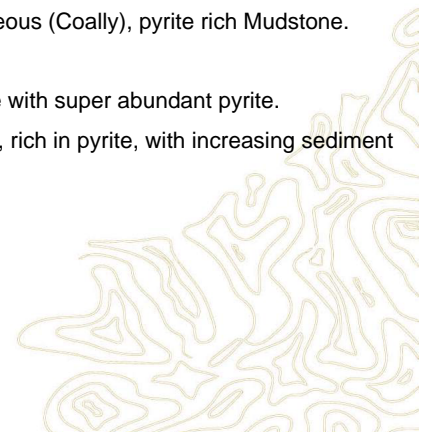 eous (Coally), pyrite rich Mudstone.
with super abundant pyrite.
, rich in pyrite, with increasing sediment